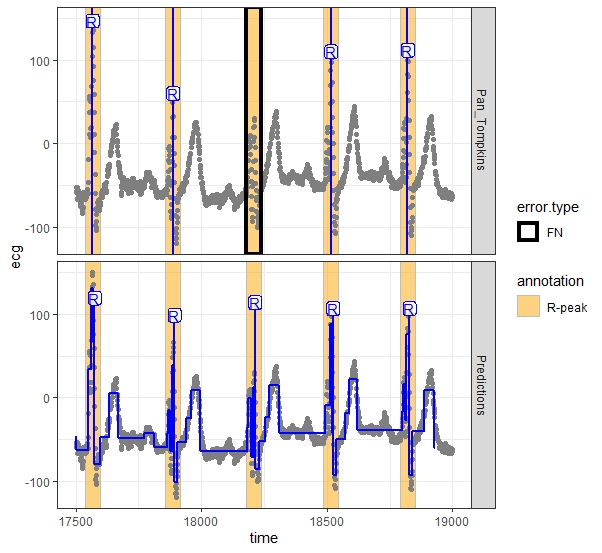 R
R
R
R
100
0
-100
Pan_Tompkins
R
R
R
R
R
100
0
-100
Predictions
ecg
17500
18000
18500
19000
time
error.type
FN
annotation
R-peak